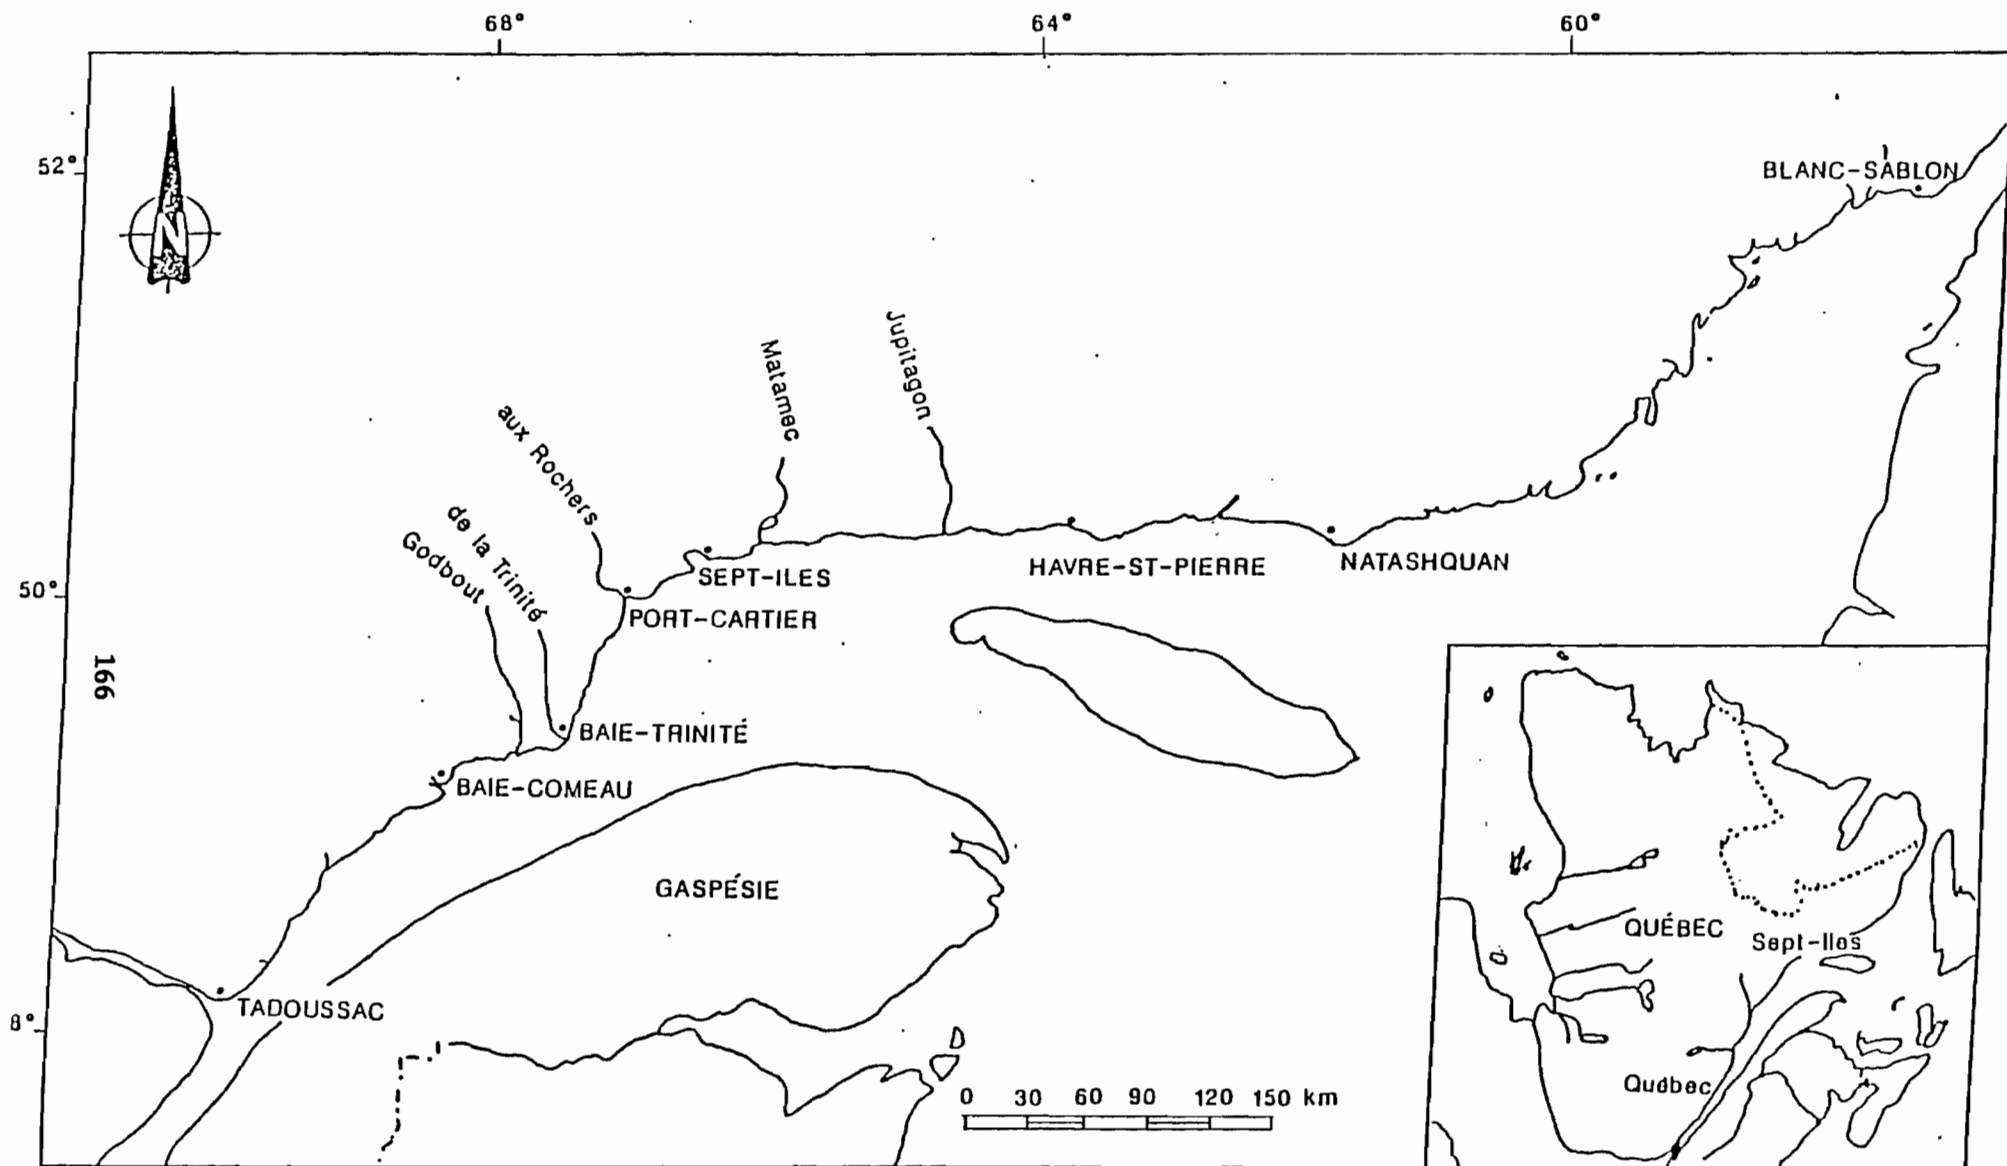 68° 64° 60°
52°
N
BLANC-SABLON
Jupitagon
Matamec
aux Rochers
de la Trinité
Godbout
50°
SEPT-ILES
HAVRE-ST-PIERRE
NATASHQUAN
PORT-CARTIER
166
BAIE-TRINITÉ
BAIE-COMEAU
GASPÉSIE
QUÉBEC
Sept-Iles
TADOUSSAC
8°
Québec
0 30 60 90 120 150 km